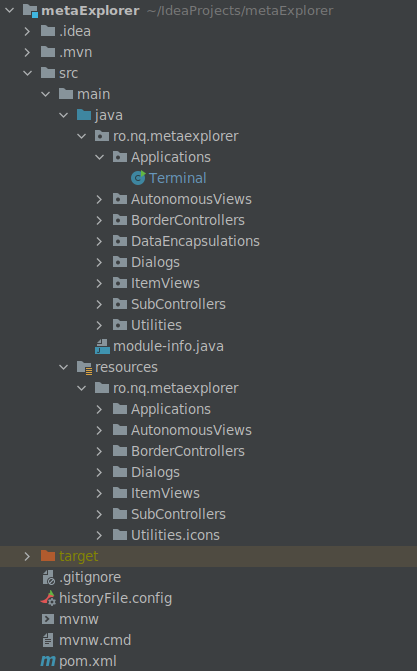 metaExplorer ~/IdeaProjects/metaExplorer
.idea
.mvn
src
main
java
ro.nq.metaexplorer
Applications
Terminal
AutonomousViews
BorderControllers
DataEncapsulations
Dialogs
ItemViews
SubControllers
Utilities
module-info.java
resources
ro.nq.metaexplorer
Applications
AutonomousViews
BorderControllers
Dialogs
ItemViews
SubControllers
Utilities.icons
target
.gitignore
historyFile.config
mvnw
mvnw.cmd
pom.xml